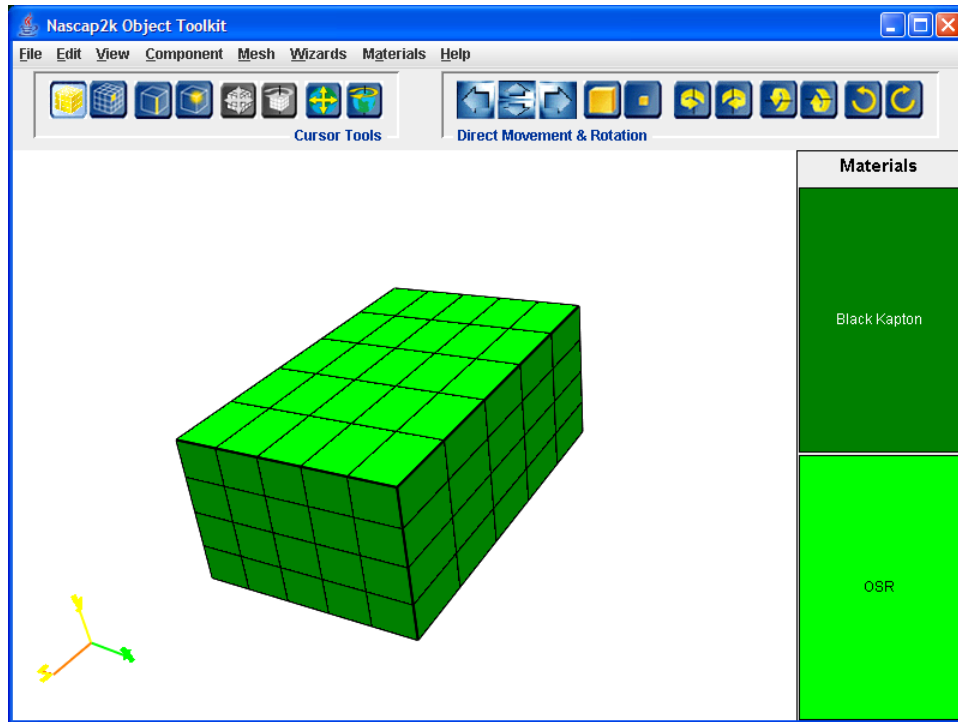 Nascap2k Object Toolkit
File Edit View Component Mesh Wizards Materials Help
Cursor Tools
Direct Movement & Rotation
Materials
Black Kapton
OSR
y